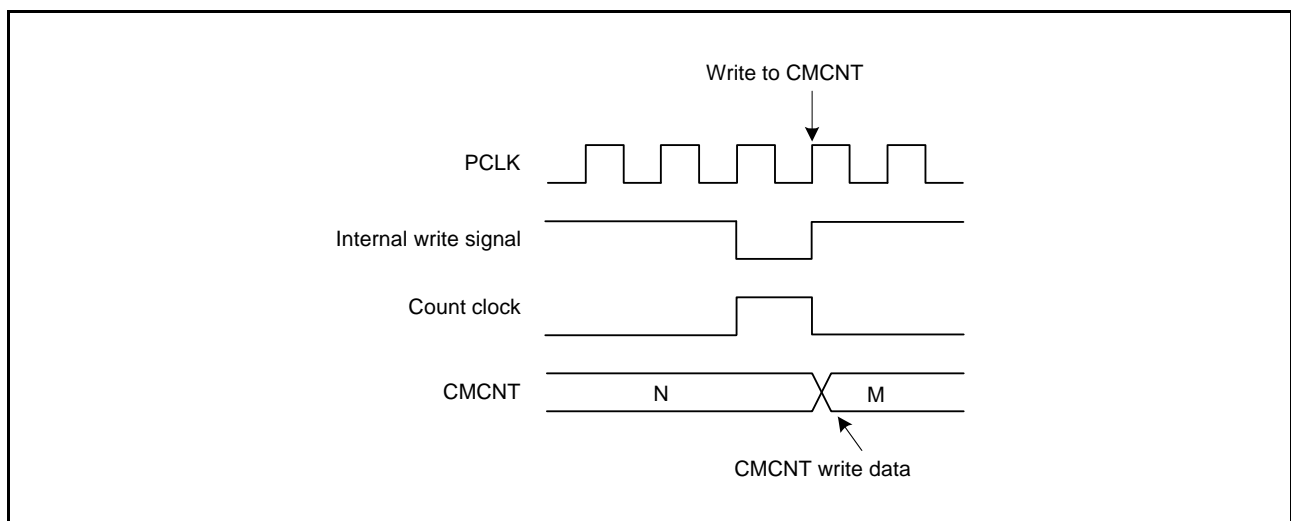 Write to CMCNT
PCLK
Internal write signal
Count clock
CMCNT
N
M
CMCNT write data